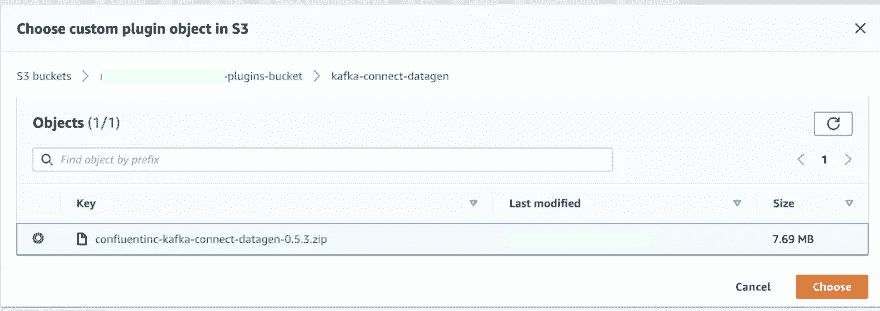 Choose custom plugin object in S3
S3 buckets -plugins-bucket kafka-connect-datagen
Objects (1/1)
Find object by prefix
1
Key Last modified Size
confluentinc-kafka-connect-datagen-0.5.3.zip 7.69 MB
Cancel Choose